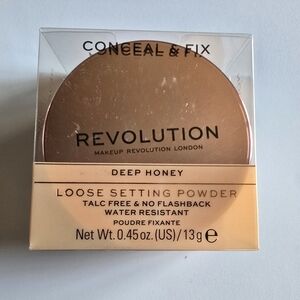 CONCEAL & FIX
REVOLUTION
MAKEUP REVOLUTION LONDON
DEEP HONEY
LOOSE SETTING POWDER
TALC FREE & NO FLASHBACK
WATER RESISTANT
POUDRE FIXANTE
Net Wt. 0.45 oz. (US) / 13 g ℮